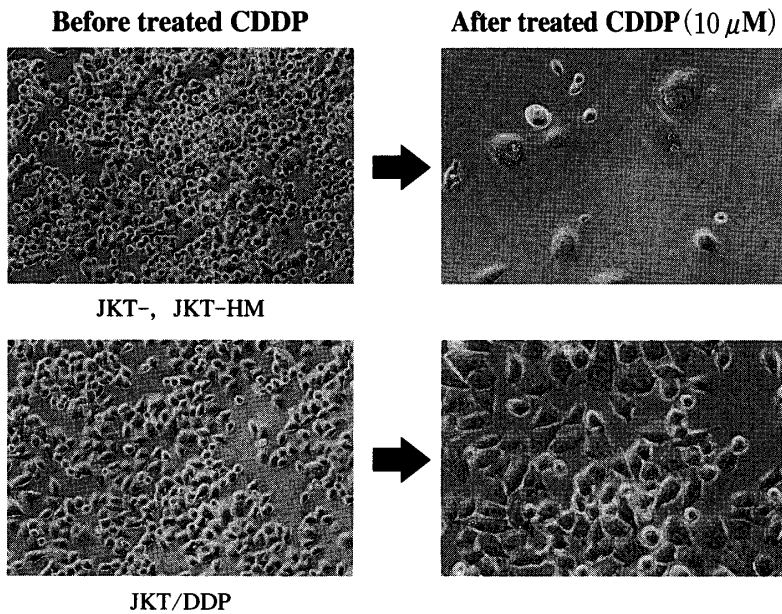 Before treated CDDP
After treated CDDP (10 μM)
JKT-, JKT-HM
JKT/DDP